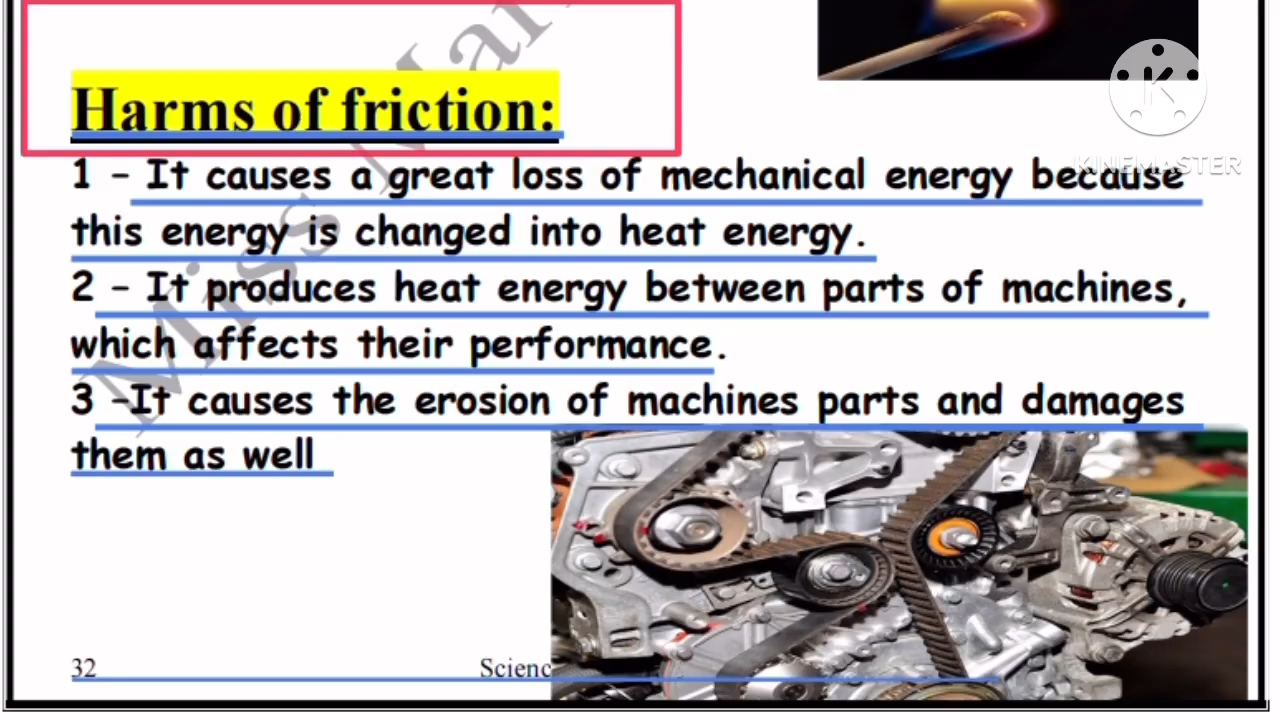 Harms of friction:
KINEMASTER
1 - It causes a great loss of mechanical energy because
this energy is changed into heat energy.
2 - It produces heat energy between parts of machines,
which affects their performance.
3 -It causes the erosion of machines parts and damages
them as well
Miss
32 Scienc